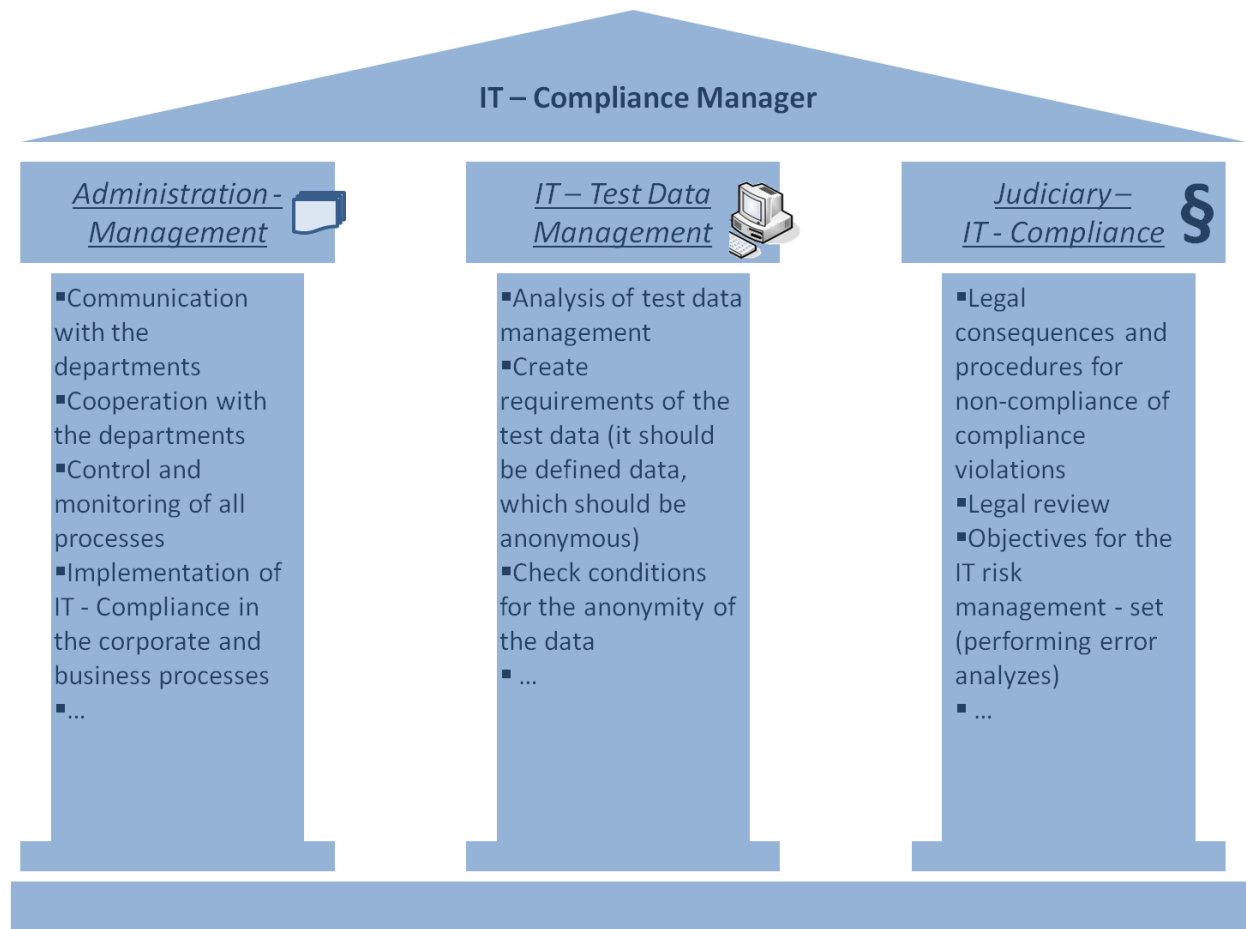 IT – Compliance Manager
Administration -
Management
▪Communication
with the
departments
▪Cooperation with
the departments
▪Control and
monitoring of all
processes
▪Implementation of
IT - Compliance in
the corporate and
business processes
▪...
IT – Test Data
Management
▪Analysis of test data
management
▪Create
requirements of the
test data (it should
be defined data,
which should be
anonymous)
▪Check conditions
for the anonymity of
the data
▪ ...
Judiciary –
IT - Compliance
§
▪Legal
consequences and
procedures for
non-compliance of
compliance
violations
▪Legal review
▪Objectives for the
IT risk
management - set
(performing error
analyzes)
▪ ...